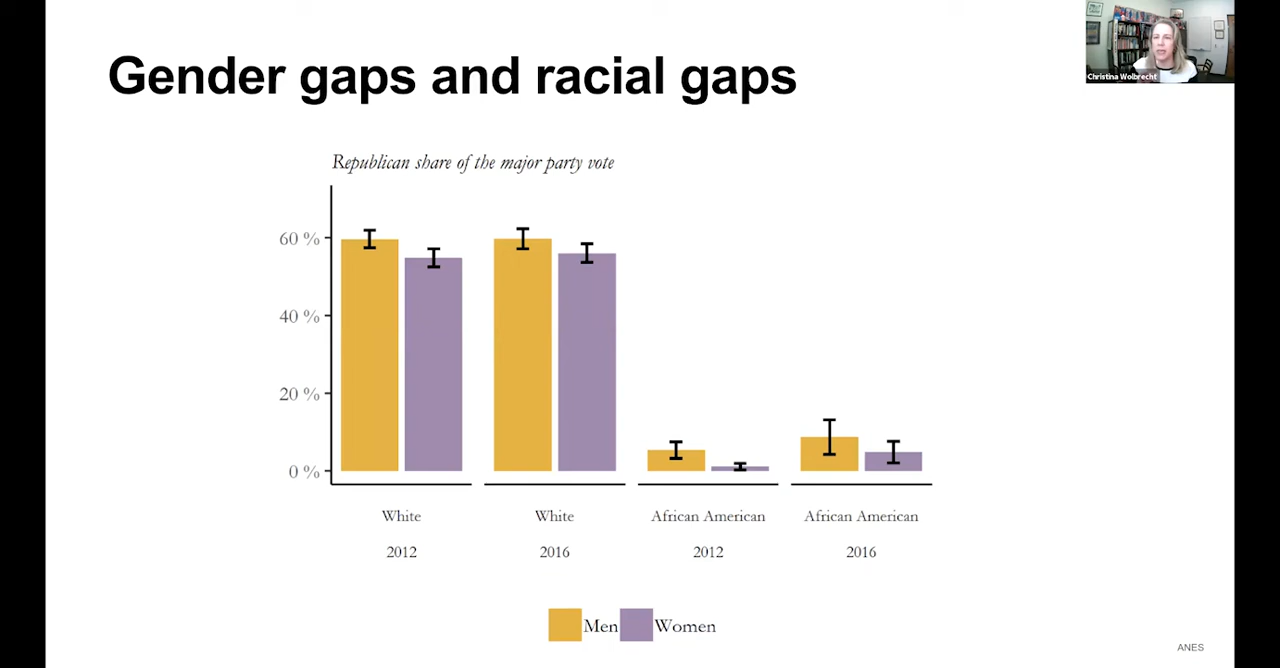 Gender gaps and racial gaps
Christina Wolbrecht
Republican share of the major party vote
60 %
40 %
20 %
0 %
White White African American African American
2012 2016 2012 2016
Men Women
ANES